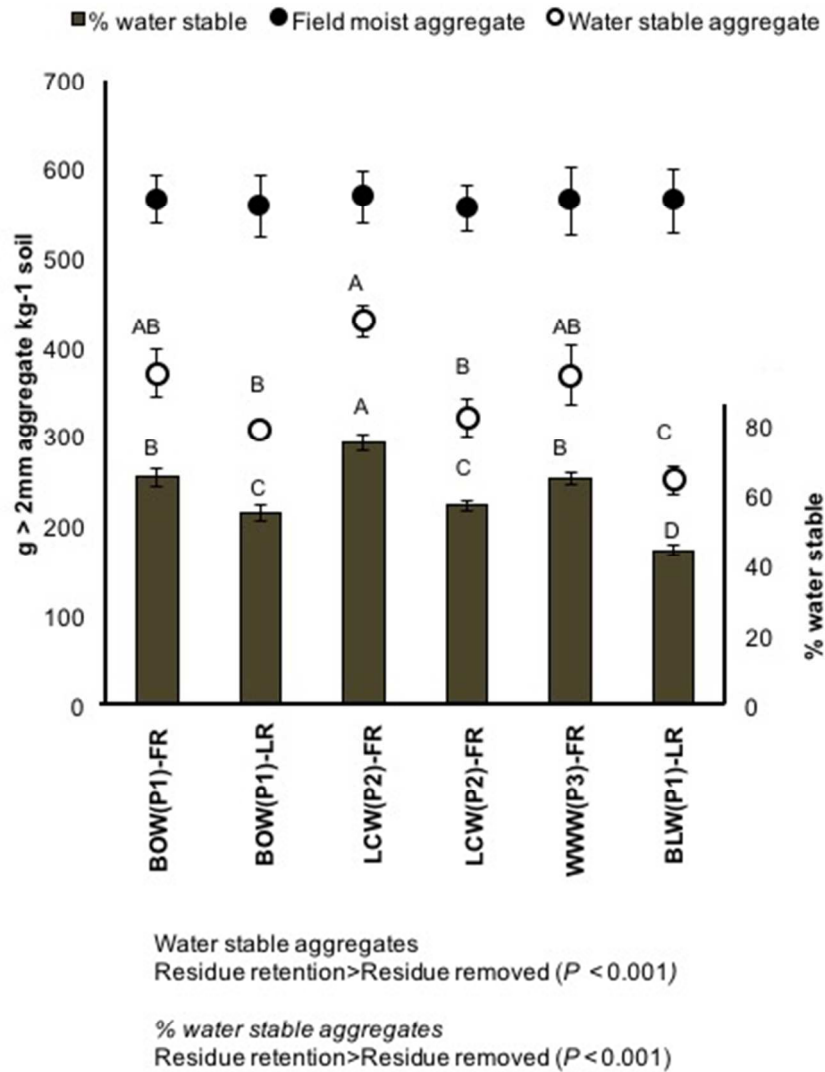 % water stable Field moist aggregate Water stable aggregate
700
600
500
400
300
200
100
0
g > 2mm aggregate kg-1 soil
A
AB B B AB C
B C A C B D
80
60
40
20
0
% water stable
BOW(P1)-FR
BOW(P1)-LR
LCW(P2)-FR
LCW(P2)-FR
WWW(P3)-FR
BLW(P1)-LR
Water stable aggregates
Residue retention>Residue removed (P <0.001)
% water stable aggregates
Residue retention>Residue removed (P<0.001)